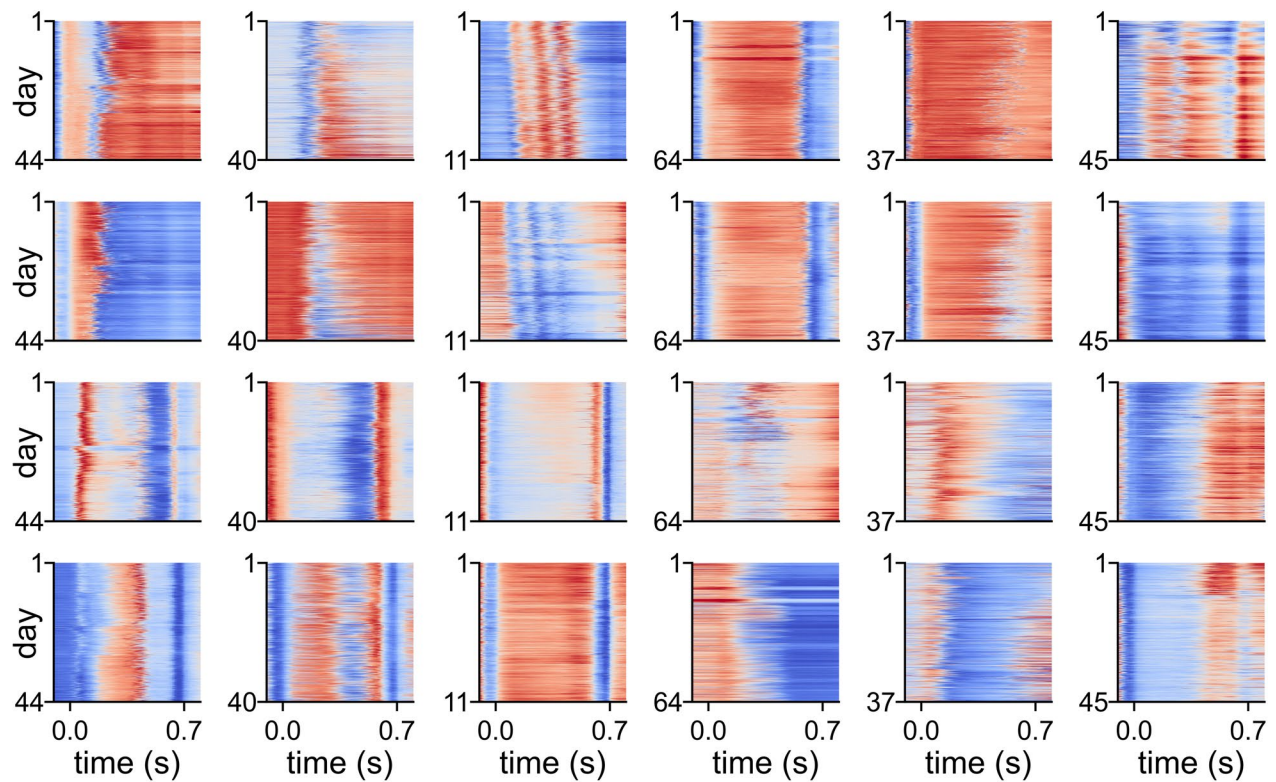 1 1 1 1 1 1
day
44 40 11 64 37 45
1 1 1 1 1 1
day
44 40 11 64 37 45
1 1 1 1 1 1
day
44 40 11 64 37 45
1 1 1 1 1 1
day
44 40 11 64 37 45
0.0 0.7 0.0 0.7 0.0 0.7 0.0 0.7 0.0 0.7 0.0 0.7
time (s) time (s) time (s) time (s) time (s) time (s)